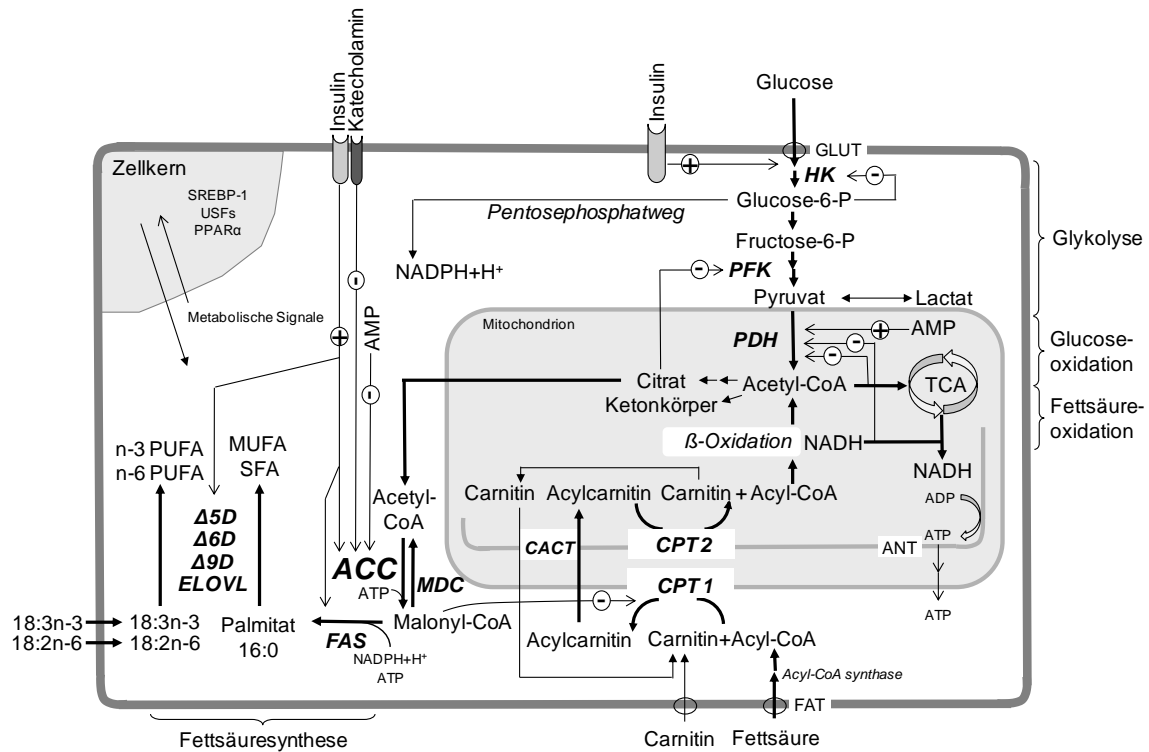 Insulin
Katecholamin
Insulin
Glucose
GLUT
Zellkern
SREBP-1
USFs
PPARα
Metabolische Signale
+
HK
-
Glucose-6-P
Pentosephosphatweg
NADPH+H⁺
Fructose-6-P
-
PFK
Pyruvat
Lactat
Glykolyse
Mitochondrion
PDH
+
AMP
-
-
Glucose-
oxidation
-
+
AMP
-
Citrat
Acetyl-CoA
TCA
Ketonkörper
Fettsäure-
oxidation
ß-Oxidation
NADH
NADH
n-3 PUFA
n-6 PUFA
MUFA
SFA
Carnitin
Acylcarnitin
Carnitin + Acyl-CoA
ADP
ATP
ANT
ATP
Acetyl-
CoA
Δ5D
Δ6D
Δ9D
ELOVL
CACT
CPT 2
ACC
ATP
MDC
CPT 1
-
18:3n-3
18:2n-6
18:3n-3
18:2n-6
Palmitat
16:0
FAS
Malonyl-CoA
NADPH+H⁺
ATP
Acylcarnitin
Carnitin+Acyl-CoA
Acyl-CoA synthase
FAT
Fettsäuresynthese
Carnitin
Fettsäure